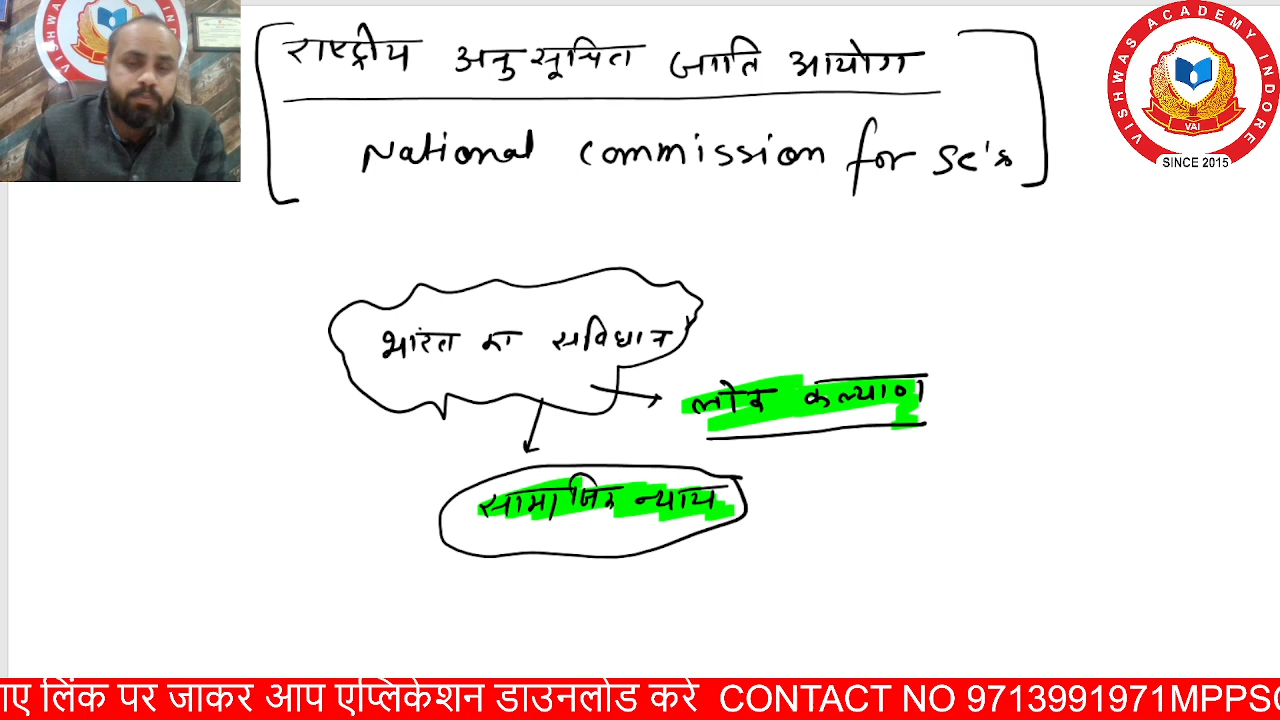 राष्ट्रीय अनुसूचित जाति आयोग
National Commission for SC's
भारत का सविधान
लोक कल्याण
सामाजिक न्याय
VISHWAS ACADEMY INDORE
VAI
SINCE 2015
ए लिंक पर जाकर आप एप्लिकेशन डाउनलोड करे CONTACT NO 9713991971MPPSC